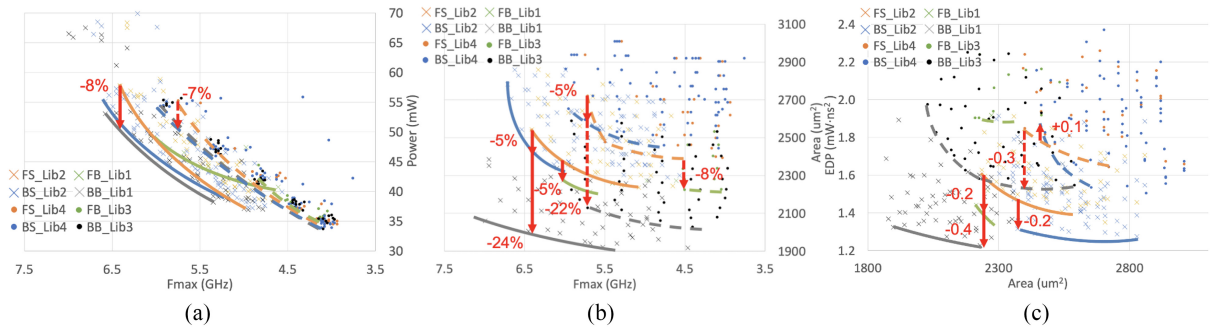 70
65
60
55
50
45
40
35
30
Power (mW)
-8%
-7%
FS_Lib2 FB_Lib1
BS_Lib2 BB_Lib1
FS_Lib4 FB_Lib3
BS_Lib4 BB_Lib3
7.5 6.5 5.5 4.5 3.5
Fmax (GHz)
(a)
FS_Lib2 FB_Lib1
BS_Lib2 BB_Lib1
FS_Lib4 FB_Lib3
BS_Lib4 BB_Lib3
3100
2900
2700
2500
2300
2100
1900
Area (um²)
-5%
-5%
-5%
-8%
-22%
-24%
7.5 6.5 5.5 4.5 3.5
Fmax (GHz)
(b)
FS_Lib2 FB_Lib1
BS_Lib2 BB_Lib1
FS_Lib4 FB_Lib3
BS_Lib4 BB_Lib3
2.4
2.2
2.0
1.8
1.6
1.4
1.2
EDP (mW·ns²)
+0.1
-0.3
-0.2
-0.2
-0.4
1800 2300 2800
Area (um²)
(c)